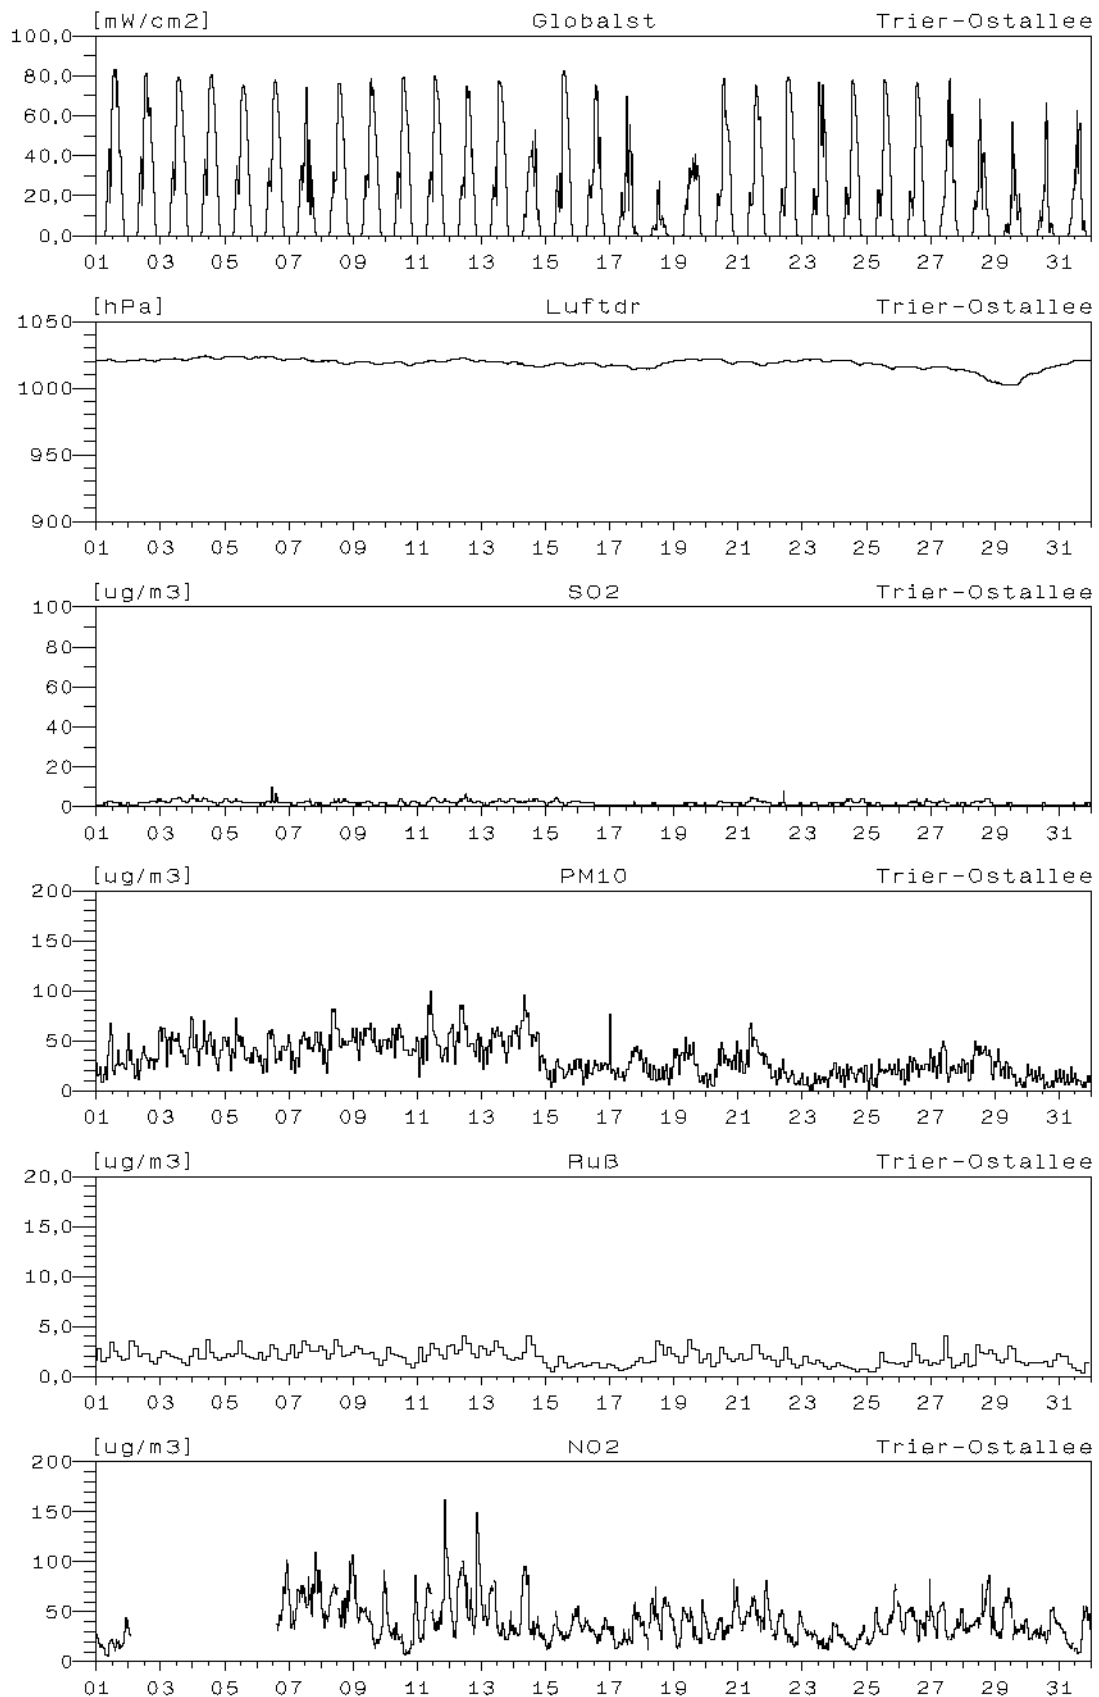 [mW/cm2] Globalst Trier-Ostallee
100,0
80,0
60,0
40,0
20,0
0,0
01 03 05 07 09 11 13 15 17 19 21 23 25 27 29 31
[hPa] Luftdr Trier-Ostallee
1050
1000
950
900
01 03 05 07 09 11 13 15 17 19 21 23 25 27 29 31
[ug/m3] SO2 Trier-Ostallee
100
80
60
40
20
0
01 03 05 07 09 11 13 15 17 19 21 23 25 27 29 31
[ug/m3] PM10 Trier-Ostallee
200
150
100
50
0
01 03 05 07 09 11 13 15 17 19 21 23 25 27 29 31
[ug/m3] Ruß Trier-Ostallee
20,0
15,0
10,0
5,0
0,0
01 03 05 07 09 11 13 15 17 19 21 23 25 27 29 31
[ug/m3] NO2 Trier-Ostallee
200
150
100
50
0
01 03 05 07 09 11 13 15 17 19 21 23 25 27 29 31